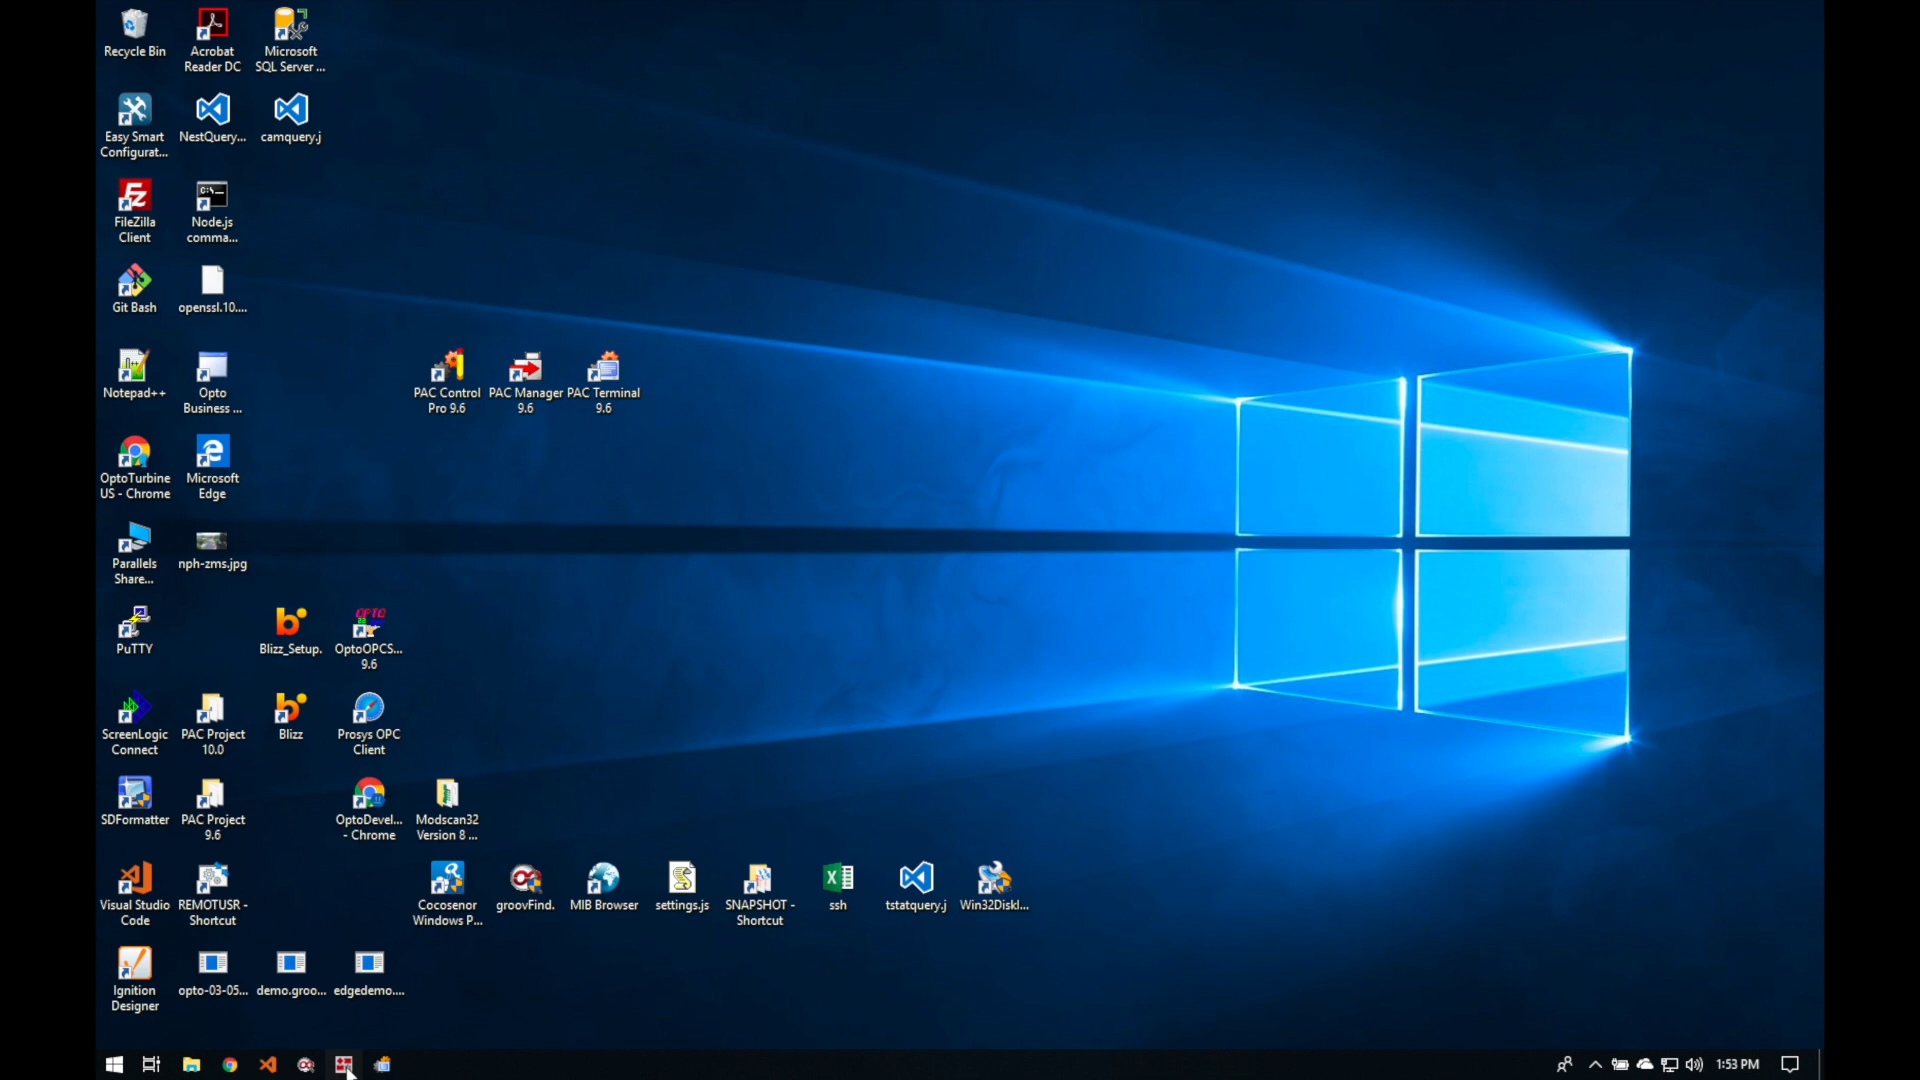 Recycle Bin
Acrobat
Reader DC
Microsoft
SQL Server ...
Easy Smart
Configurat...
NestQuery...
camquery.j
FileZilla
Client
Node.js
comma...
Git Bash
openssl.10....
Notepad++
Opto
Business ...
PAC Control
Pro 9.6
PAC Manager
9.6
PAC Terminal
9.6
OptoTurbine
US - Chrome
Microsoft
Edge
Parallels
Share...
nph-zms.jpg
PuTTY
Blizz_Setup.
OptoOPCS...
9.6
ScreenLogic
Connect
PAC Project
10.0
Blizz
Prosys OPC
Client
SDFormatter
PAC Project
9.6
OptoDevel...
- Chrome
Modscan32
Version 8 ...
Visual Studio
Code
REMOTUSR -
Shortcut
Cocosenor
Windows P...
groovFind.
MIB Browser
settings.js
SNAPSHOT -
Shortcut
ssh
tstatquery.j
Win32DiskI...
Ignition
Designer
opto-03-05...
demo.groo...
edgedemo....
1:53 PM